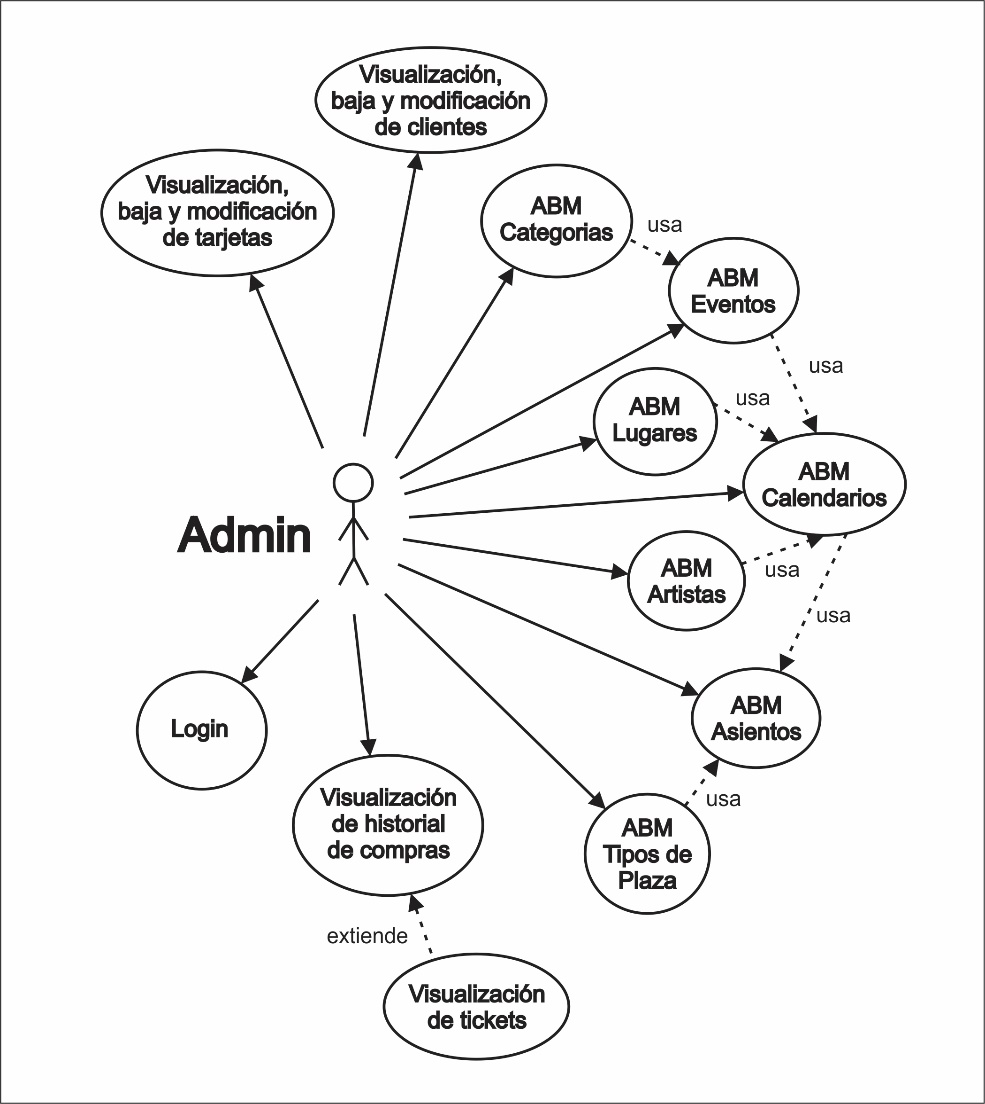 Visualización,
baja y modificación
de clientes
Visualización,
baja y modificación
de tarjetas
ABM
Categorias
usa
ABM
Eventos
usa
ABM
Lugares
usa
ABM
Calendarios
Admin
ABM
Artistas
usa
usa
ABM
Asientos
Login
usa
Visualización
de historial
de compras
ABM
Tipos de
Plaza
extiende
Visualización
de tickets